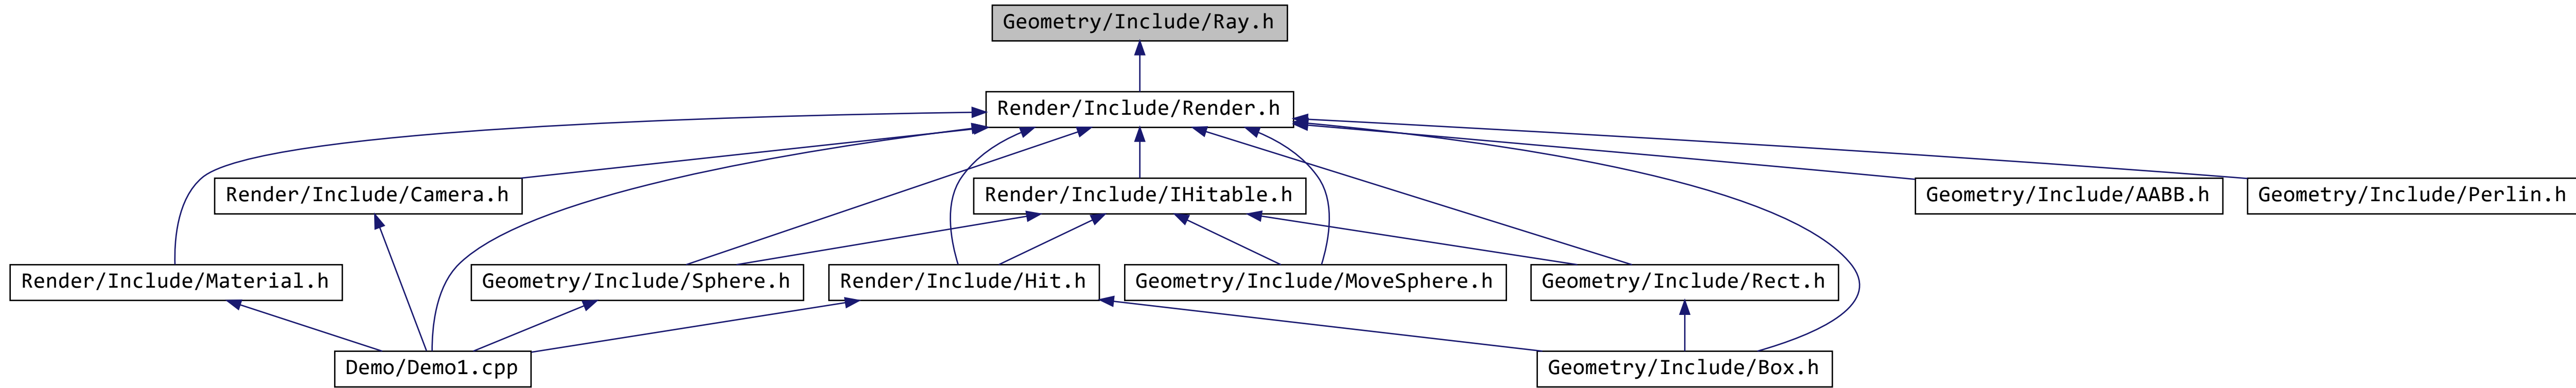 Geometry/Include/Ray.h
Render/Include/Render.h
Render/Include/Camera.h
Render/Include/IHitable.h
Geometry/Include/AABB.h
Geometry/Include/Perlin.h
Render/Include/Material.h
Geometry/Include/Sphere.h
Render/Include/Hit.h
Geometry/Include/MoveSphere.h
Geometry/Include/Rect.h
Demo/Demo1.cpp
Geometry/Include/Box.h